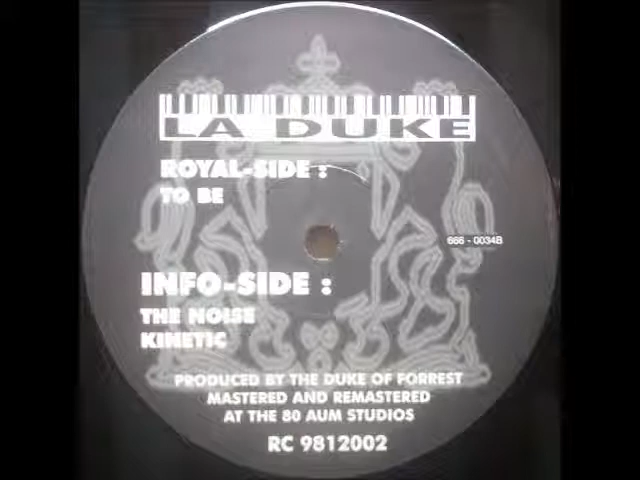 LA DUKE
ROYAL-SIDE :
TO BE
666 - 0034B
INFO-SIDE :
THE NOISE
KINETIC
PRODUCED BY THE DUKE OF FORREST
MASTERED AND REMASTERED
AT THE 80 AUM STUDIOS
RC 9812002